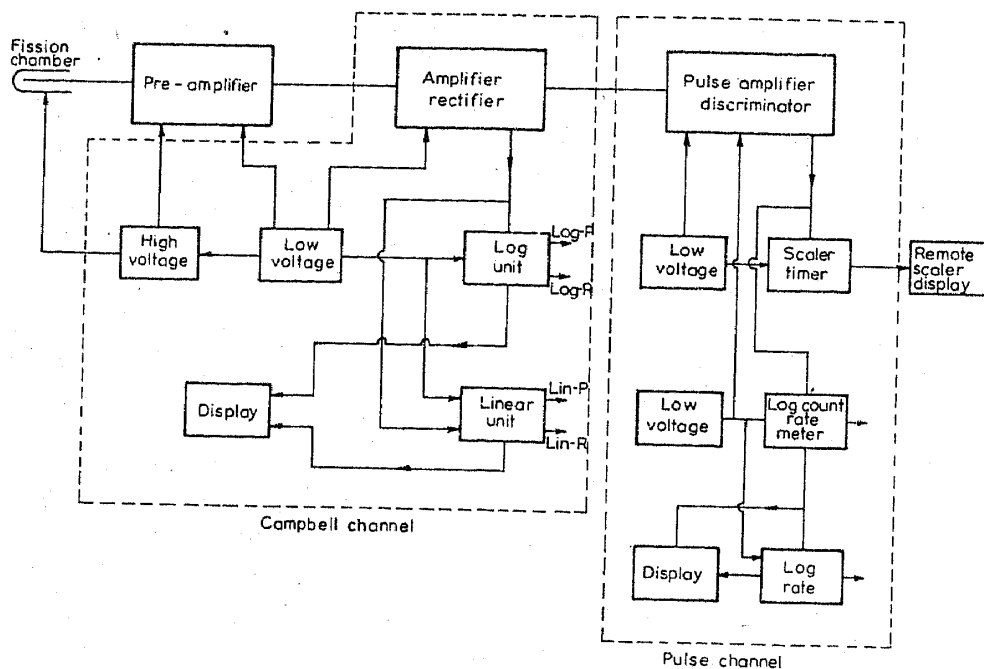 Fission
chamber
Pre-amplifier
Amplifier
rectifier
Pulse amplifier
discriminator
High
voltage
Low
voltage
Log
unit
Log-P
Log-R
Low
voltage
Scaler
timer
Remote
scaler
display
Display
Linear
unit
Lin-P
Lin-R
Low
voltage
Log count
rate
meter
Campbell channel
Display
Log
rate
Pulse channel